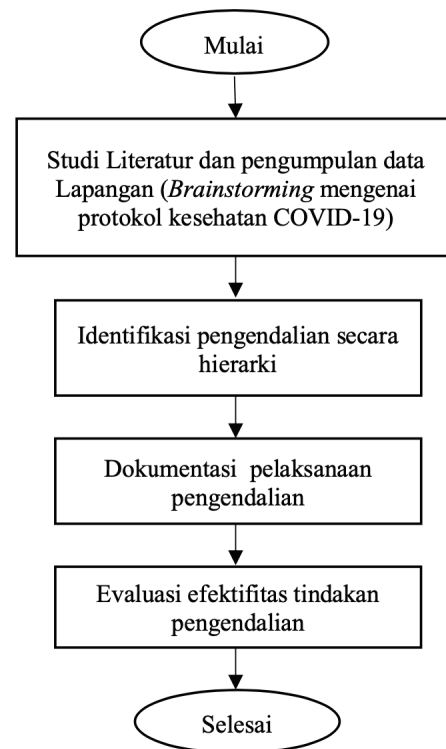 Mulai
Studi Literatur dan pengumpulan data
Lapangan (Brainstorming mengenai
protokol kesehatan COVID-19)
Identifikasi pengendalian secara
hierarki
Dokumentasi pelaksanaan
pengendalian
Evaluasi efektifitas tindakan
pengendalian
Selesai